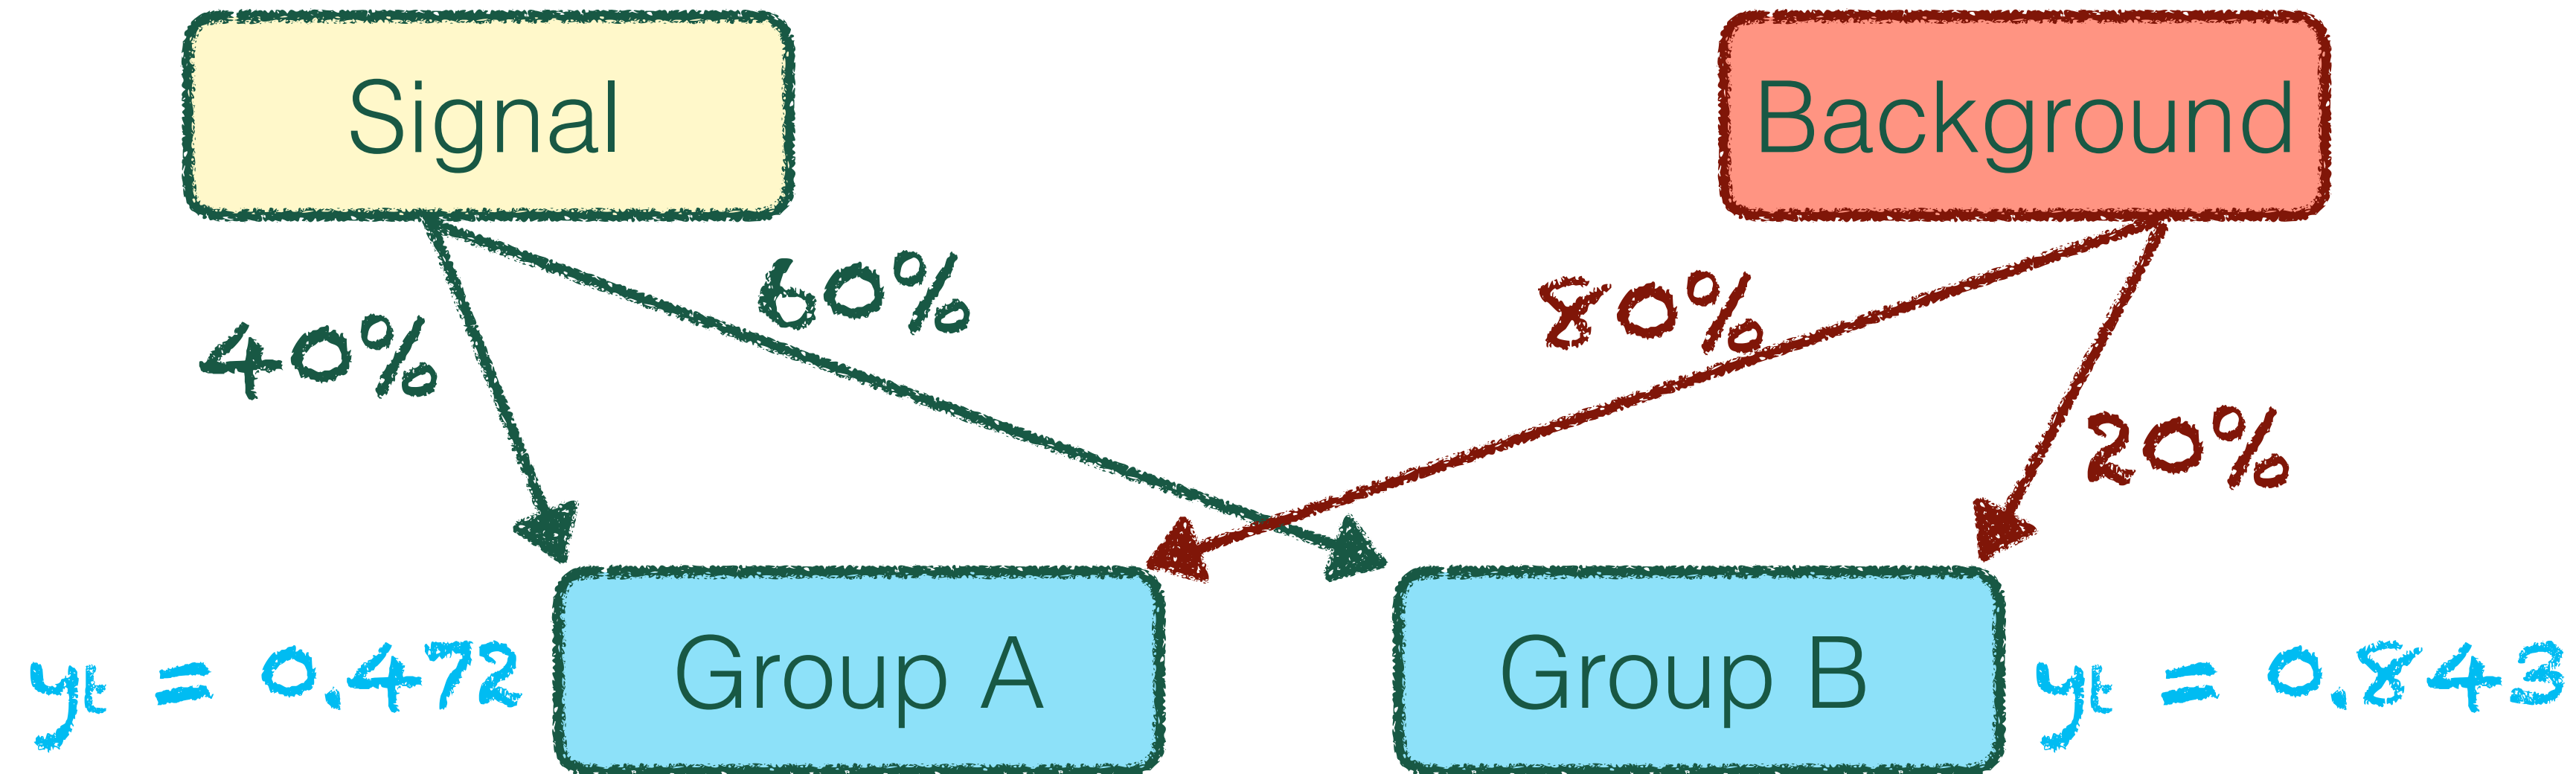 Signal
Background
60%
80%
40%
20%
yt = 0.472
Group A
Group B
yt = 0.843